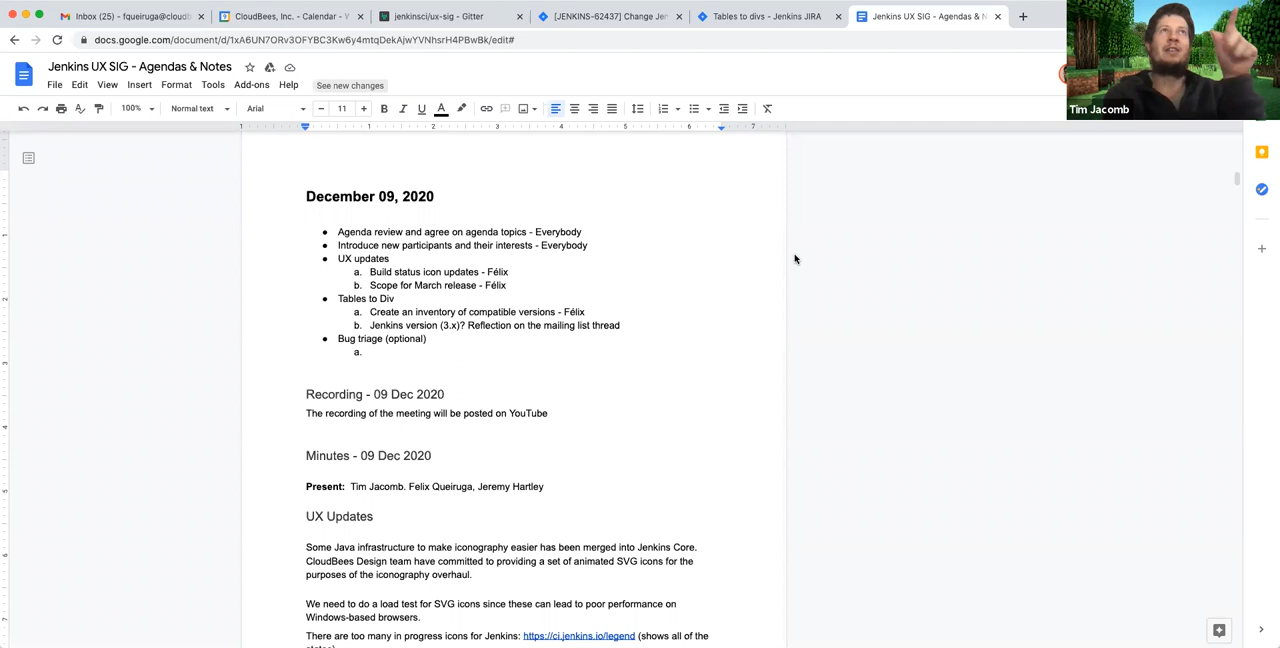 Inbox (25) - fqueiruga@cloudb
CloudBees, Inc. - Calendar - W
jenkinsci/ux-sig - Gitter
[JENKINS-62437] Change Jen
Tables to divs - Jenkins JIRA
Jenkins UX SIG - Agendas & N
docs.google.com/document/d/1xA6UN7ORv3OFYBC3Kw6y4mtqDekAjwYVNhsrH4PBwBk/edit#
Jenkins UX SIG - Agendas & Notes
File Edit View Insert Format Tools Add-ons Help See new changes
100% Normal text Arial 11 B I U A
Tim Jacomb
1 1 2 3 4 5 6 7
December 09, 2020
● Agenda review and agree on agenda topics - Everybody
● Introduce new participants and their interests - Everybody
● UX updates
a. Build status icon updates - Félix
b. Scope for March release - Félix
● Tables to Div
a. Create an inventory of compatible versions - Félix
b. Jenkins version (3.x)? Reflection on the mailing list thread
● Bug triage (optional)
a.
Recording - 09 Dec 2020
The recording of the meeting will be posted on YouTube
Minutes - 09 Dec 2020
Present: Tim Jacomb. Felix Queiruga, Jeremy Hartley
UX Updates
Some Java infrastructure to make iconography easier has been merged into Jenkins Core.
CloudBees Design team have committed to providing a set of animated SVG icons for the
purposes of the iconography overhaul.
We need to do a load test for SVG icons since these can lead to poor performance on
Windows-based browsers.
There are too many in progress icons for Jenkins: https://ci.jenkins.io/legend (shows all of the